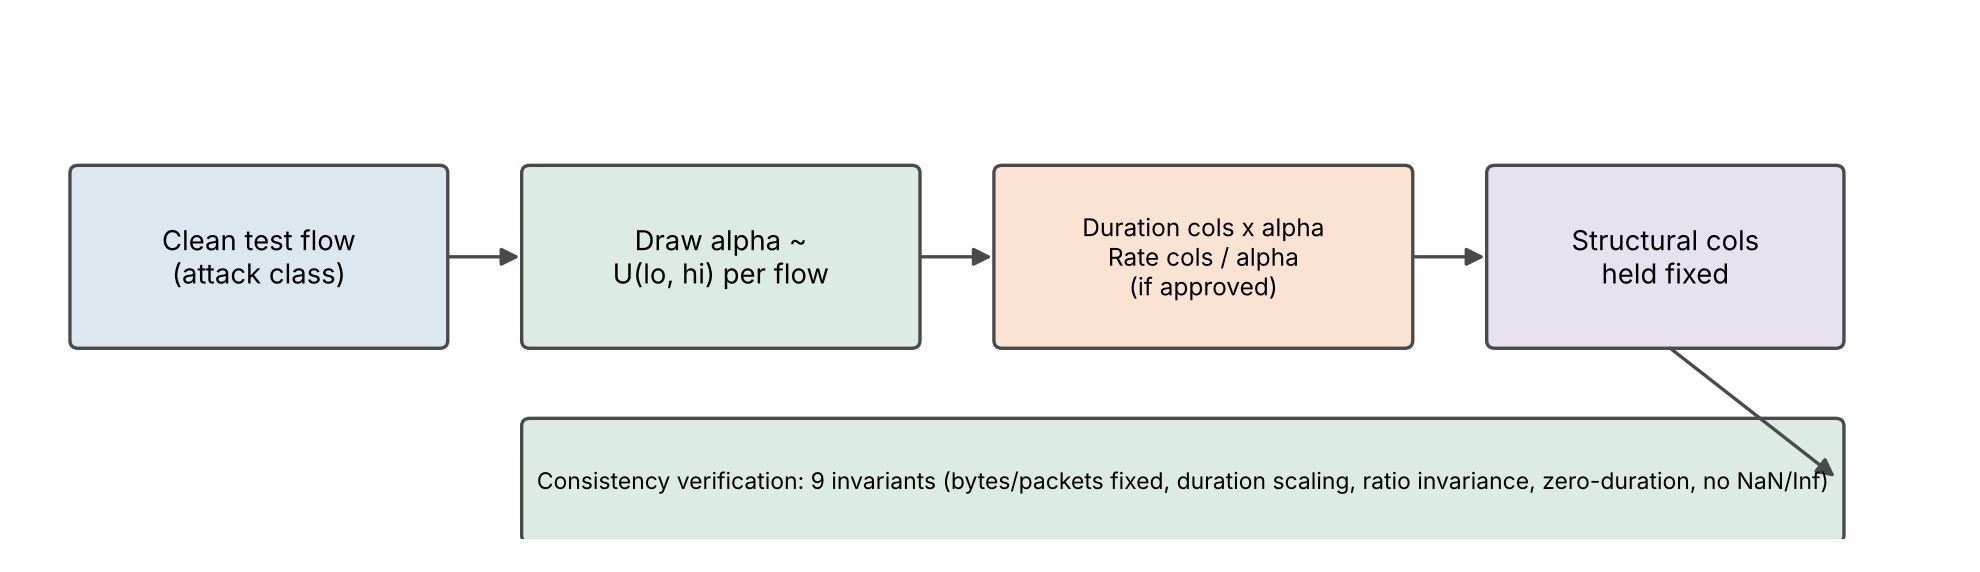 Clean test flow
(attack class)
Draw alpha ~
U(lo, hi) per flow
Duration cols x alpha
Rate cols / alpha
(if approved)
Structural cols
held fixed
Consistency verification: 9 invariants (bytes/packets fixed, duration scaling, ratio invariance, zero-duration, no NaN/Inf)